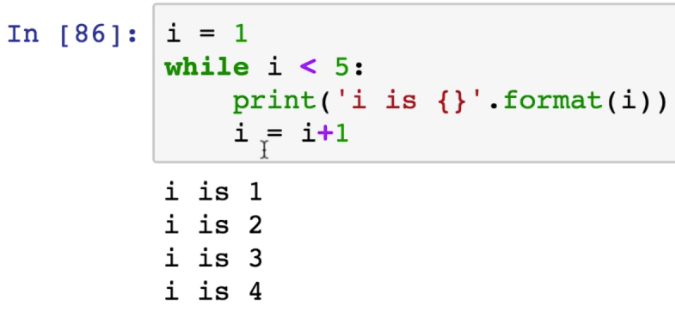 In [86]: i = 1
while i < 5:
    print('i is {}'.format(i))
    i = i+1
i is 1
i is 2
i is 3
i is 4